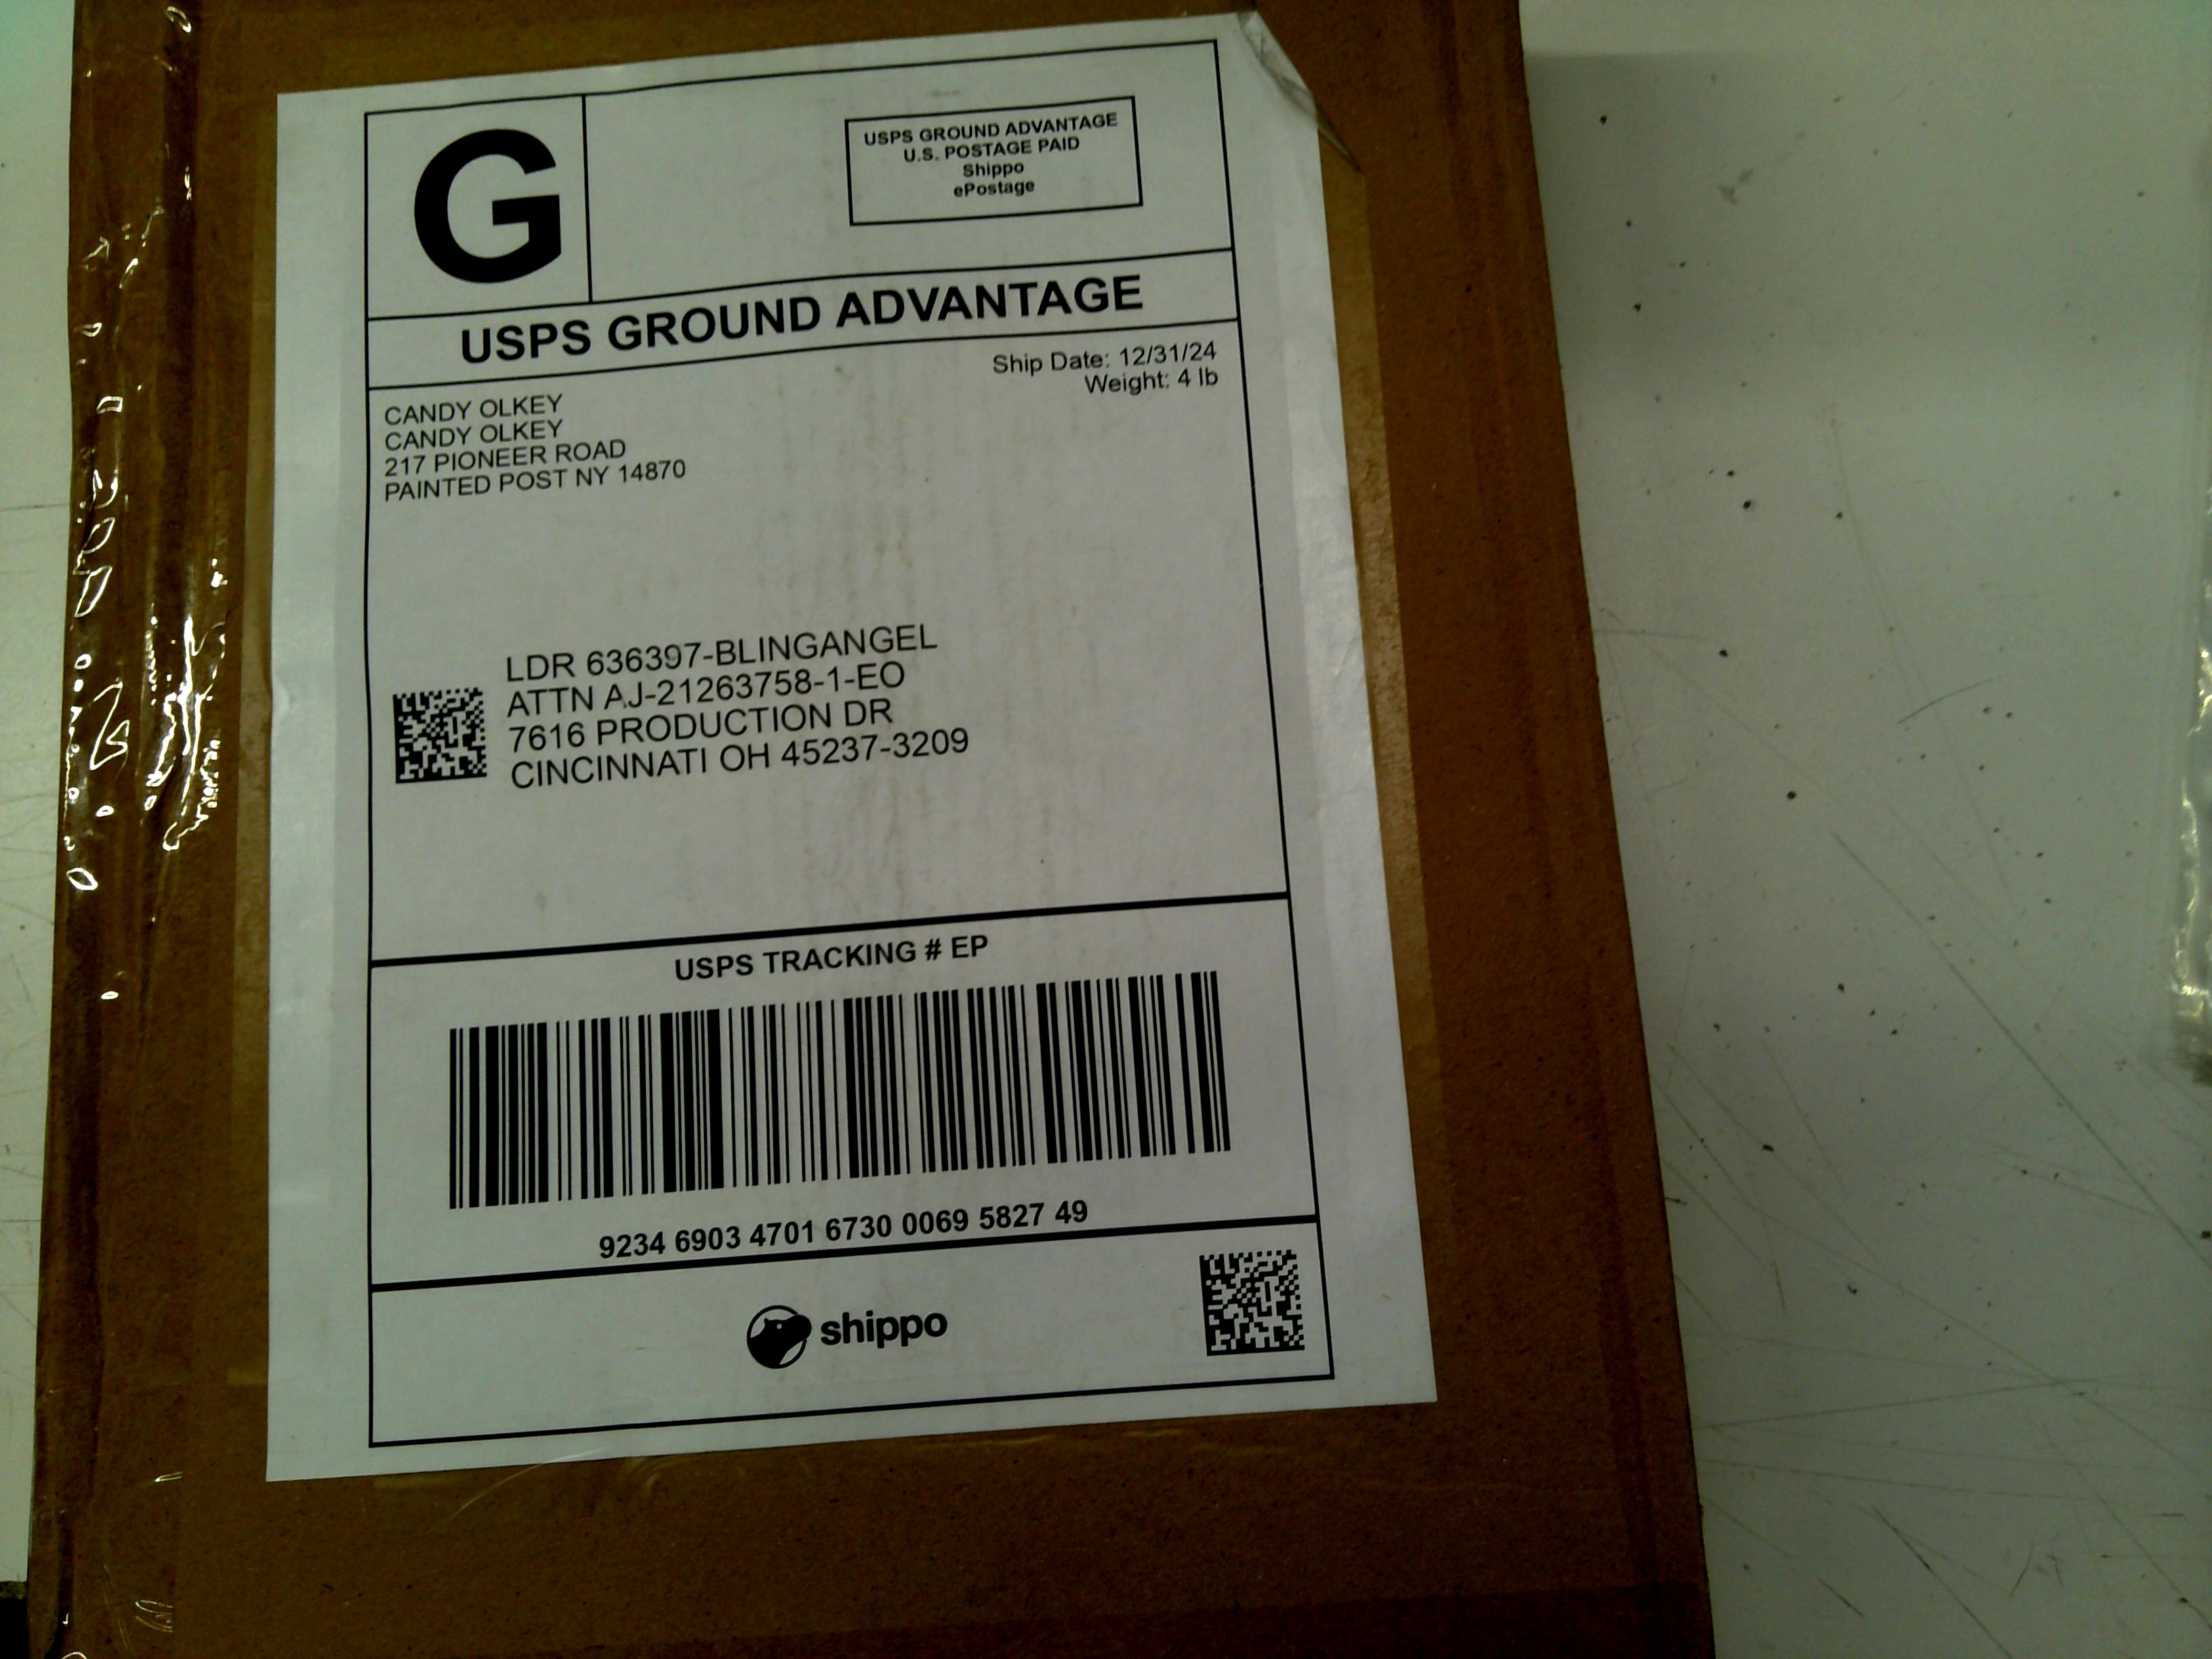 G
USPS GROUND ADVANTAGE
U.S. POSTAGE PAID
Shippo
ePostage
USPS GROUND ADVANTAGE
Ship Date: 12/31/24
Weight: 4 lb
CANDY OLKEY
CANDY OLKEY
217 PIONEER ROAD
PAINTED POST NY 14870
LDR 636397-BLINGANGEL
ATTN AJ-21263758-1-EO
7616 PRODUCTION DR
CINCINNATI OH 45237-3209
USPS TRACKING # EP
9234 6903 4701 6730 0069 5827 49
shippo